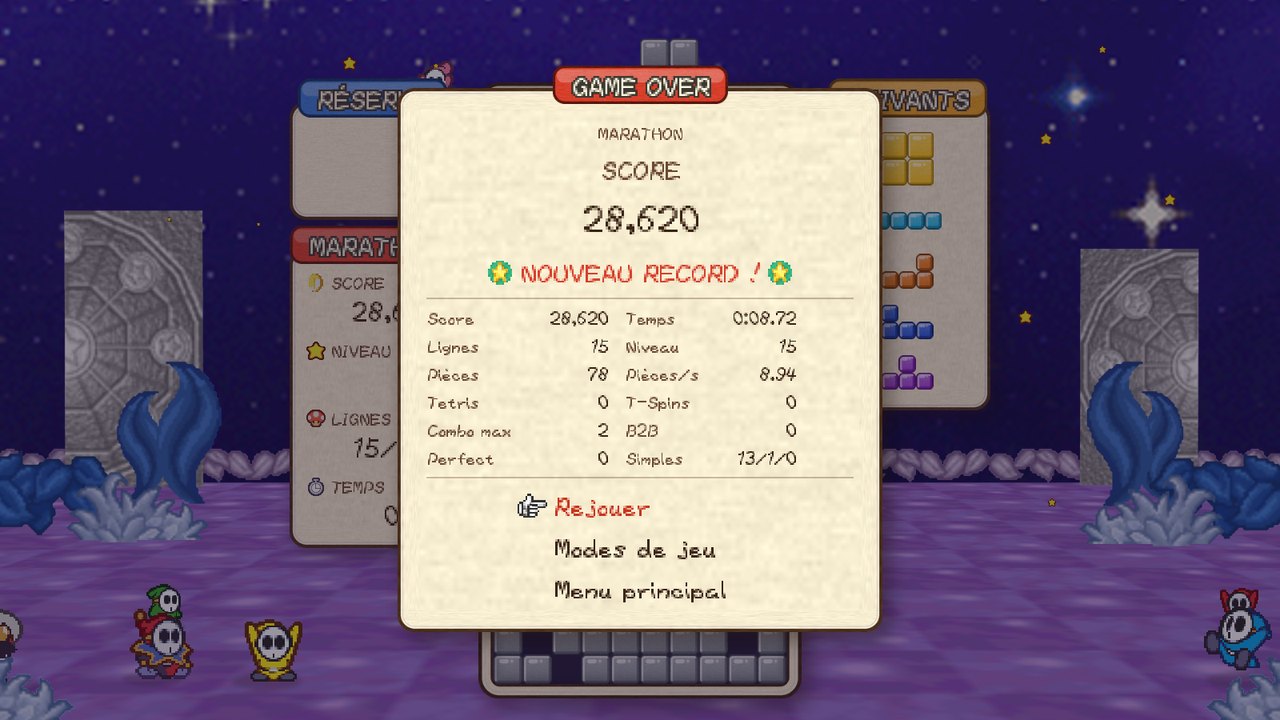 GAME OVER
RÉSER
IVANTS
MARATHON
SCORE
28,620
NOUVEAU RECORD !
MARATH
SCORE
28,6
NIVEAU
LIGNES
15/
TEMPS
0
Score 28,620 Temps 0:08.72
Lignes 15 Niveau 15
Pièces 78 Pièces/s 8.94
Tetris 0 T-Spins 0
Combo max 2 B2B 0
Perfect 0 Simples 13/1/0
Rejouer
Modes de jeu
Menu principal